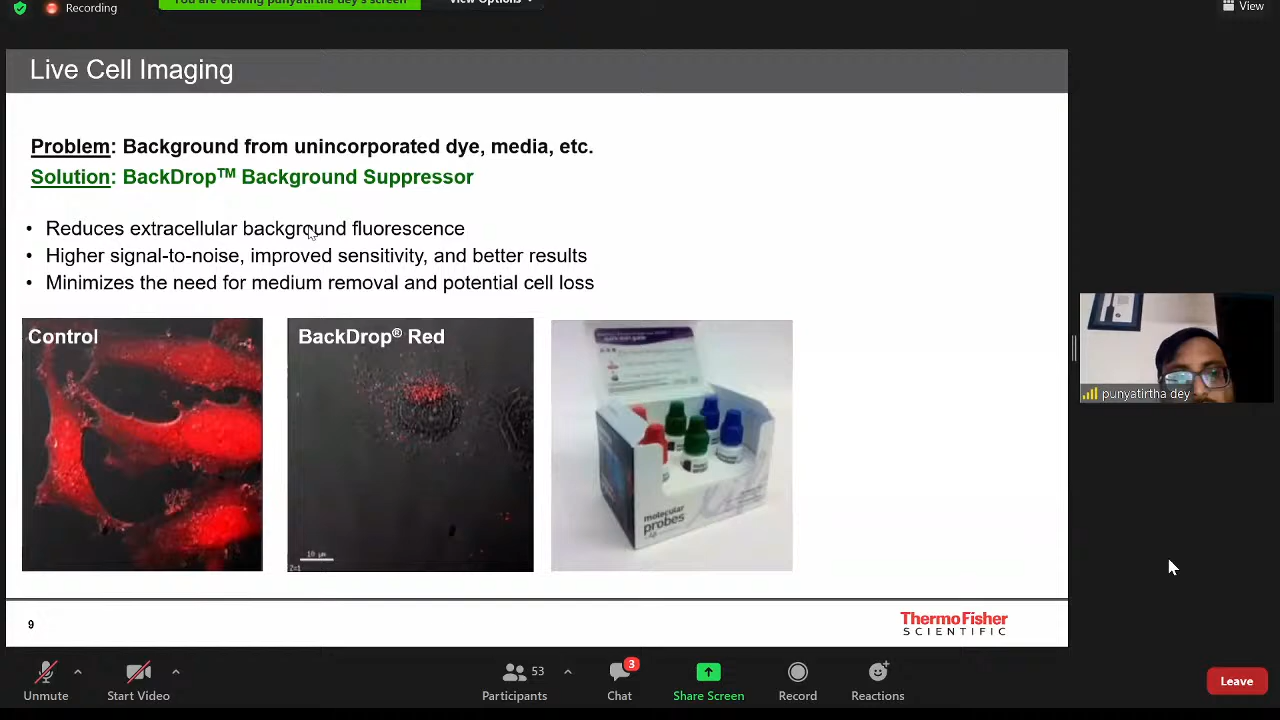 Recording
You are viewing punyatirtha dey's screen
View Options
View
Live Cell Imaging
Problem: Background from unincorporated dye, media, etc.
Solution: BackDrop™ Background Suppressor
• Reduces extracellular background fluorescence
• Higher signal-to-noise, improved sensitivity, and better results
• Minimizes the need for medium removal and potential cell loss
Control
BackDrop® Red
10 µm
molecular
probes
punyatirtha dey
9
ThermoFisher
SCIENTIFIC
Unmute
Start Video
53
Participants
3
Chat
Share Screen
Record
Reactions
Leave